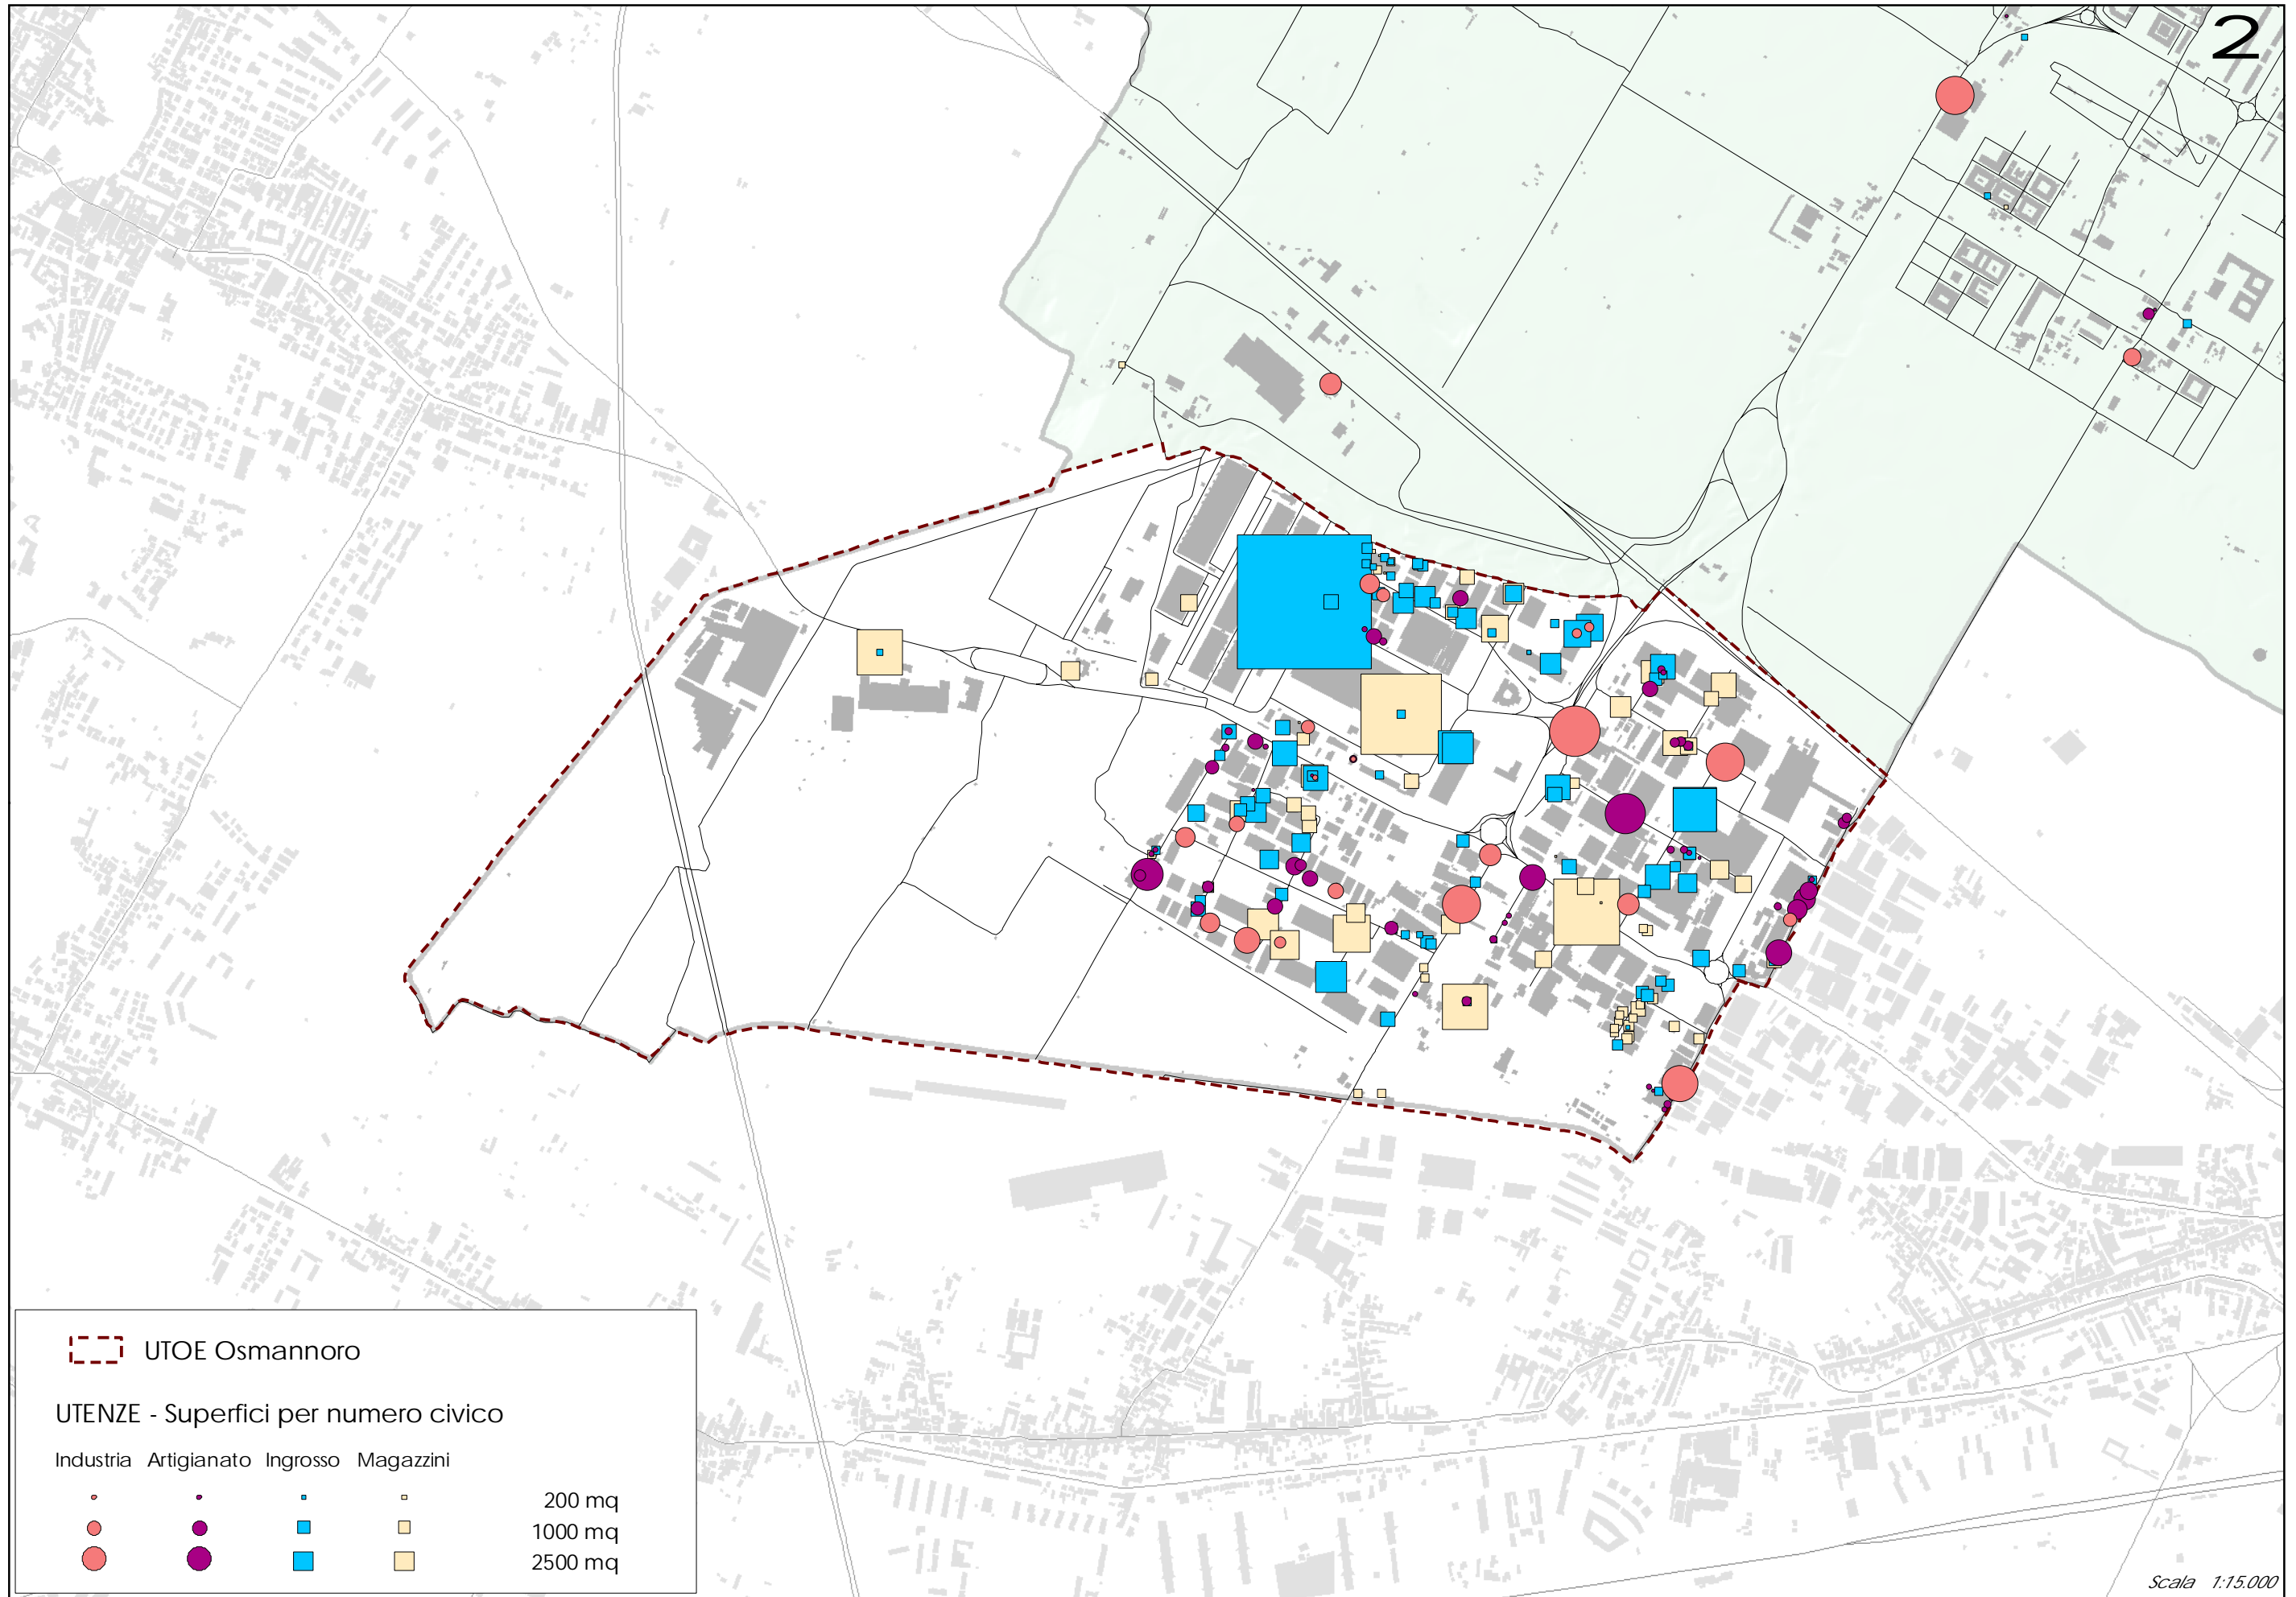 2
UTOE Osmannoro
UTENZE - Superfici per numero civico
Industria Artigianato Ingrosso Magazzini
200 mq
1000 mq
2500 mq
Scala 1:15.000